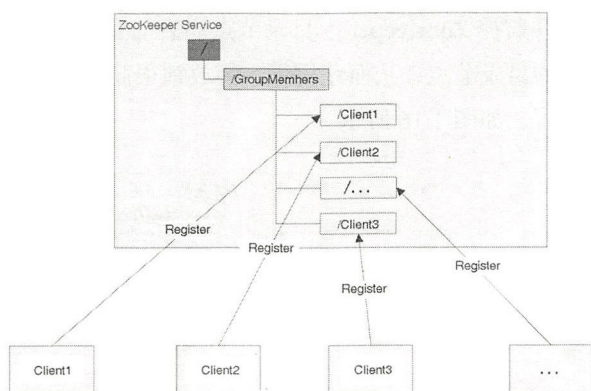 ZooKeeper Service
/
/GroupMemhers
/Client1
/Client2
/...
/Client3
Register
Register
Register
Register
Client1
Client2
Client3
...